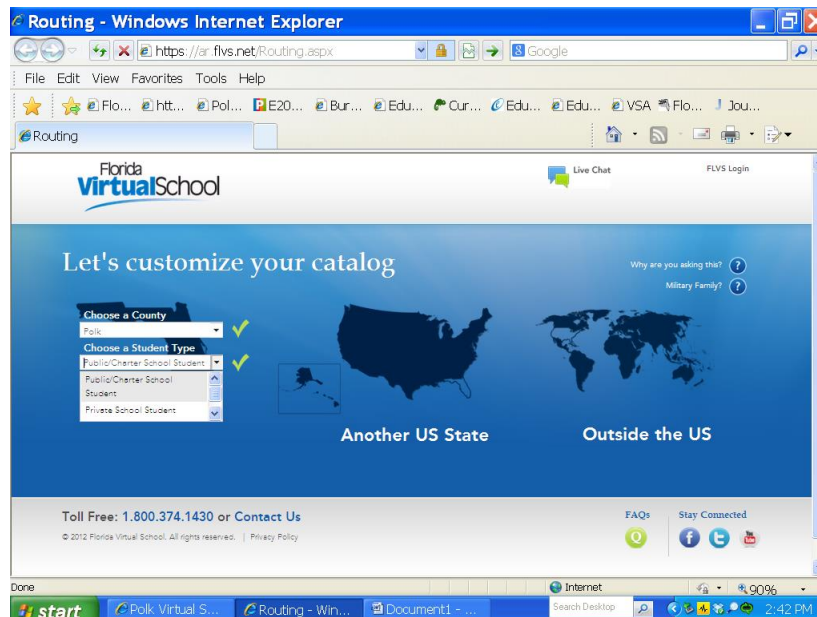 Routing - Windows Internet Explorer
https://ar.flvs.net/Routing.aspx
Google
File Edit View Favorites Tools Help
Flo... htt... Pol... E20... Bur... Edu... Cur... Edu... Edu... VSA Flo... Jou...
Routing
Florida
VirtualSchool
Live Chat
FLVS Login
Let's customize your catalog
Why are you asking this? ?
Military Family? ?
Choose a County
Polk
Choose a Student Type
Public/Charter School Student
Public/Charter School
Student
Private School Student
Another US State
Outside the US
Toll Free: 1.800.374.1430 or Contact Us
© 2012 Florida Virtual School. All rights reserved. | Privacy Policy
FAQs
Stay Connected
Done
Internet
90%
start
Polk Virtual S...
Routing - Win...
Document1 - ...
Search Desktop
2:42 PM